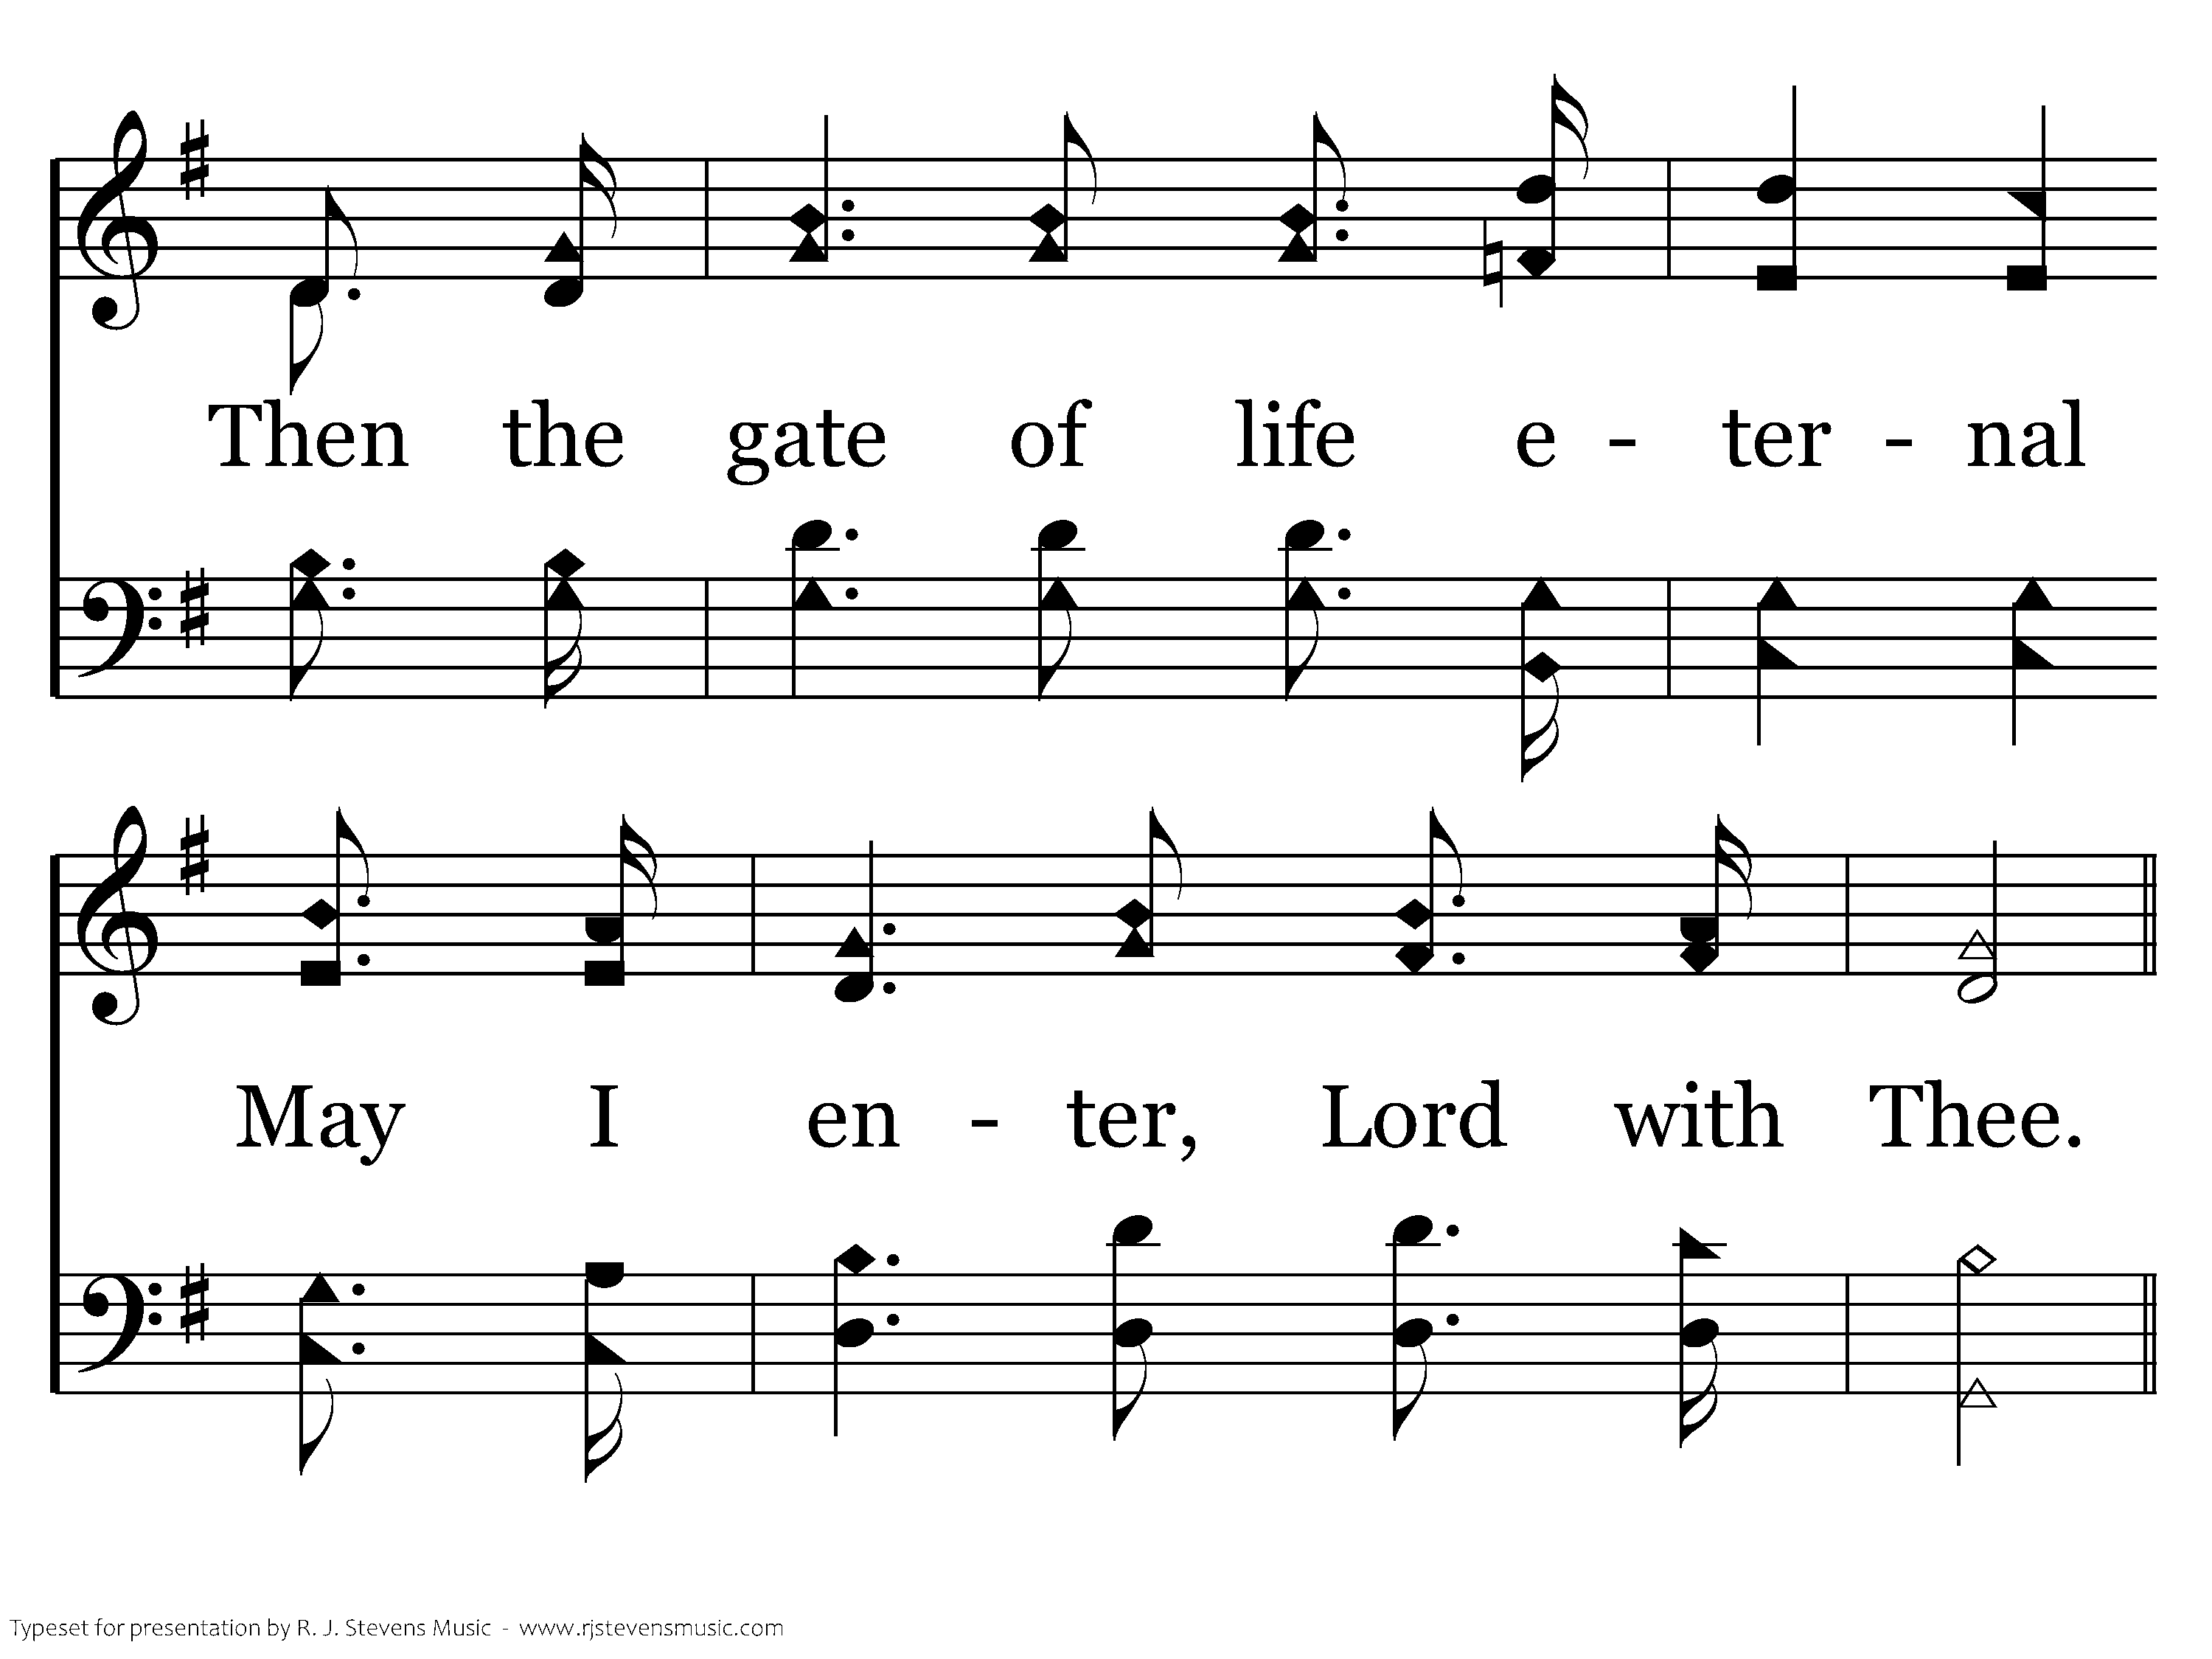 Then the gate of life e - ter - nal
May I en - ter, Lord with Thee.
Typeset for presentation by R. J. Stevens Music - www.rjstevensmusic.com